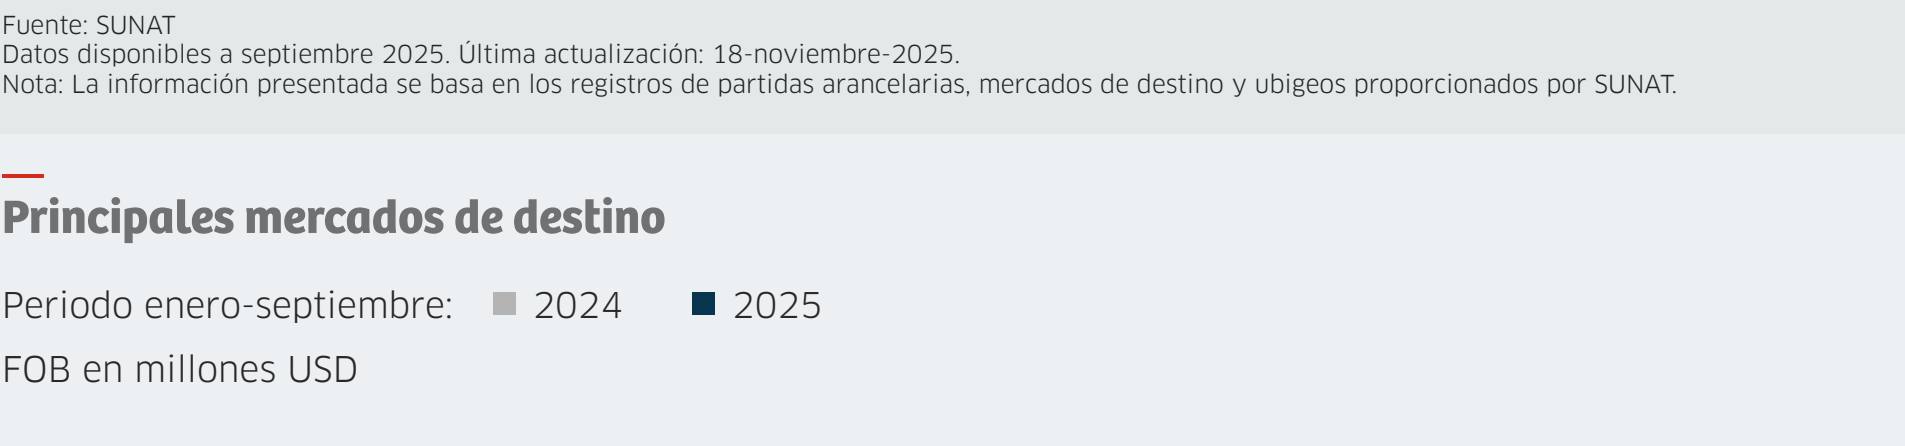 Fuente: SUNAT
Datos disponibles a septiembre 2025. Última actualización: 18-noviembre-2025.
Nota: La información presentada se basa en los registros de partidas arancelarias, mercados de destino y ubigeos proporcionados por SUNAT.
Principales mercados de destino
Periodo enero-septiembre: 2024 2025
FOB en millones USD